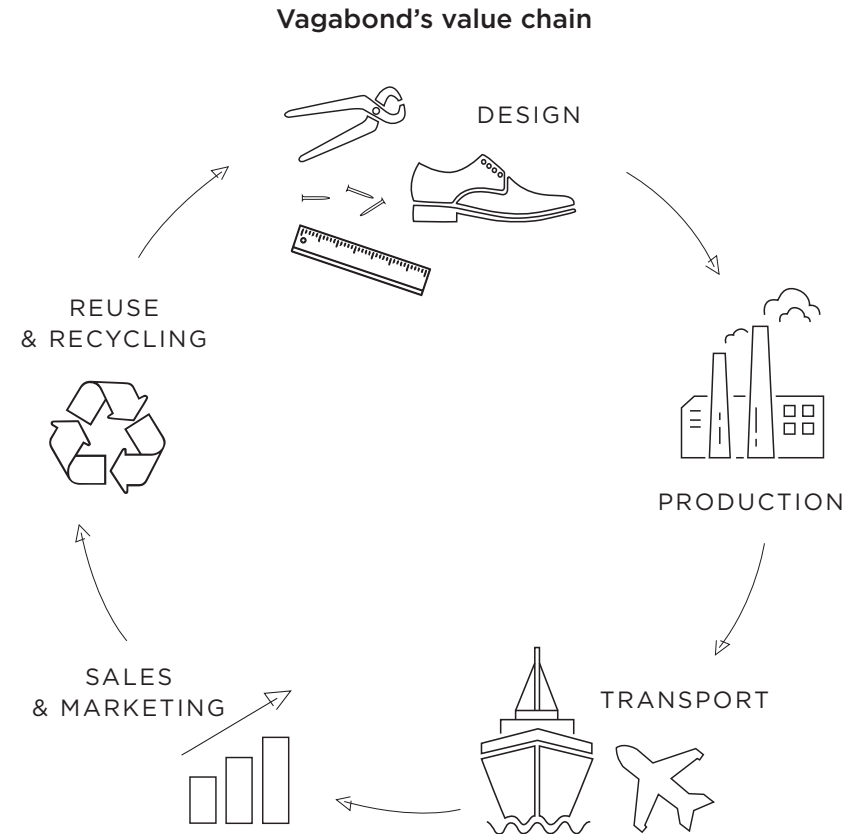 Vagabond’s value chain
DESIGN
PRODUCTION
TRANSPORT
SALES
& MARKETING
REUSE
& RECYCLING